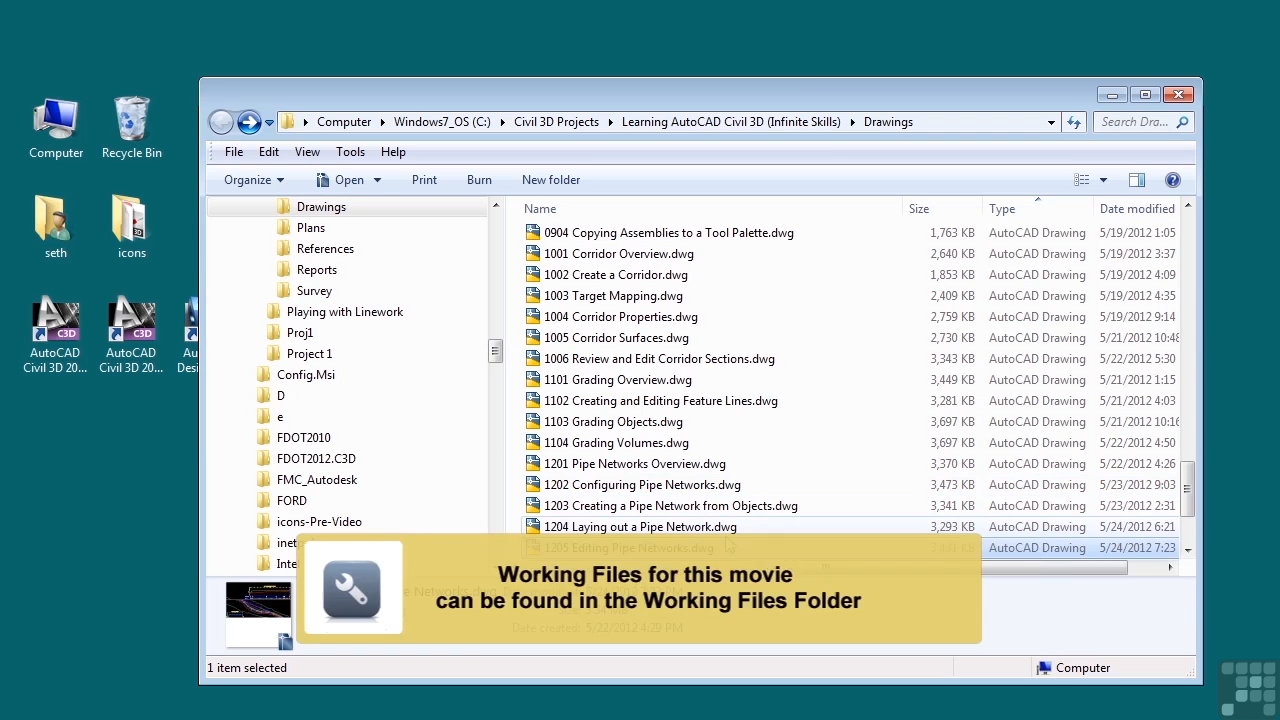 Computer
Recycle Bin
seth
icons
AutoCAD
Civil 3D 20...
AutoCAD
Civil 3D 20...
Au
Desi
Computer
Windows7_OS (C:)
Civil 3D Projects
Learning AutoCAD Civil 3D (Infinite Skills)
Drawings
Search Dra...
File Edit View Tools Help
Organize Open Print Burn New folder
Drawings
Plans
References
Reports
Survey
Playing with Linework
Proj1
Project 1
Config.Msi
D
e
FDOT2010
FDOT2012.C3D
FMC_Autodesk
FORD
icons-Pre-Video
Name Size Type Date modified
0904 Copying Assemblies to a Tool Palette.dwg 1,763 KB AutoCAD Drawing 5/19/2012 1:05
1001 Corridor Overview.dwg 2,640 KB AutoCAD Drawing 5/19/2012 3:37
1002 Create a Corridor.dwg 1,853 KB AutoCAD Drawing 5/19/2012 4:09
1003 Target Mapping.dwg 2,409 KB AutoCAD Drawing 5/19/2012 4:35
1004 Corridor Properties.dwg 2,759 KB AutoCAD Drawing 5/19/2012 9:14
1005 Corridor Surfaces.dwg 2,730 KB AutoCAD Drawing 5/21/2012 10:48
1006 Review and Edit Corridor Sections.dwg 3,343 KB AutoCAD Drawing 5/22/2012 5:30
1101 Grading Overview.dwg 3,449 KB AutoCAD Drawing 5/21/2012 1:15
1102 Creating and Editing Feature Lines.dwg 3,281 KB AutoCAD Drawing 5/21/2012 4:03
1103 Grading Objects.dwg 3,697 KB AutoCAD Drawing 5/21/2012 10:16
1104 Grading Volumes.dwg 3,697 KB AutoCAD Drawing 5/22/2012 4:50
1201 Pipe Networks Overview.dwg 3,370 KB AutoCAD Drawing 5/22/2012 4:26
1202 Configuring Pipe Networks.dwg 3,473 KB AutoCAD Drawing 5/23/2012 9:03
1203 Creating a Pipe Network from Objects.dwg 3,341 KB AutoCAD Drawing 5/23/2012 2:31
1204 Laying out a Pipe Network.dwg 3,293 KB AutoCAD Drawing 5/24/2012 6:21
1205 Editing Pipe Networks.dwg AutoCAD Drawing 5/24/2012 7:23
Working Files for this movie
can be found in the Working Files Folder
e Networks.dwg
Date created: 5/22/2012 4:29 PM
1 item selected
Computer
C3D
C3D